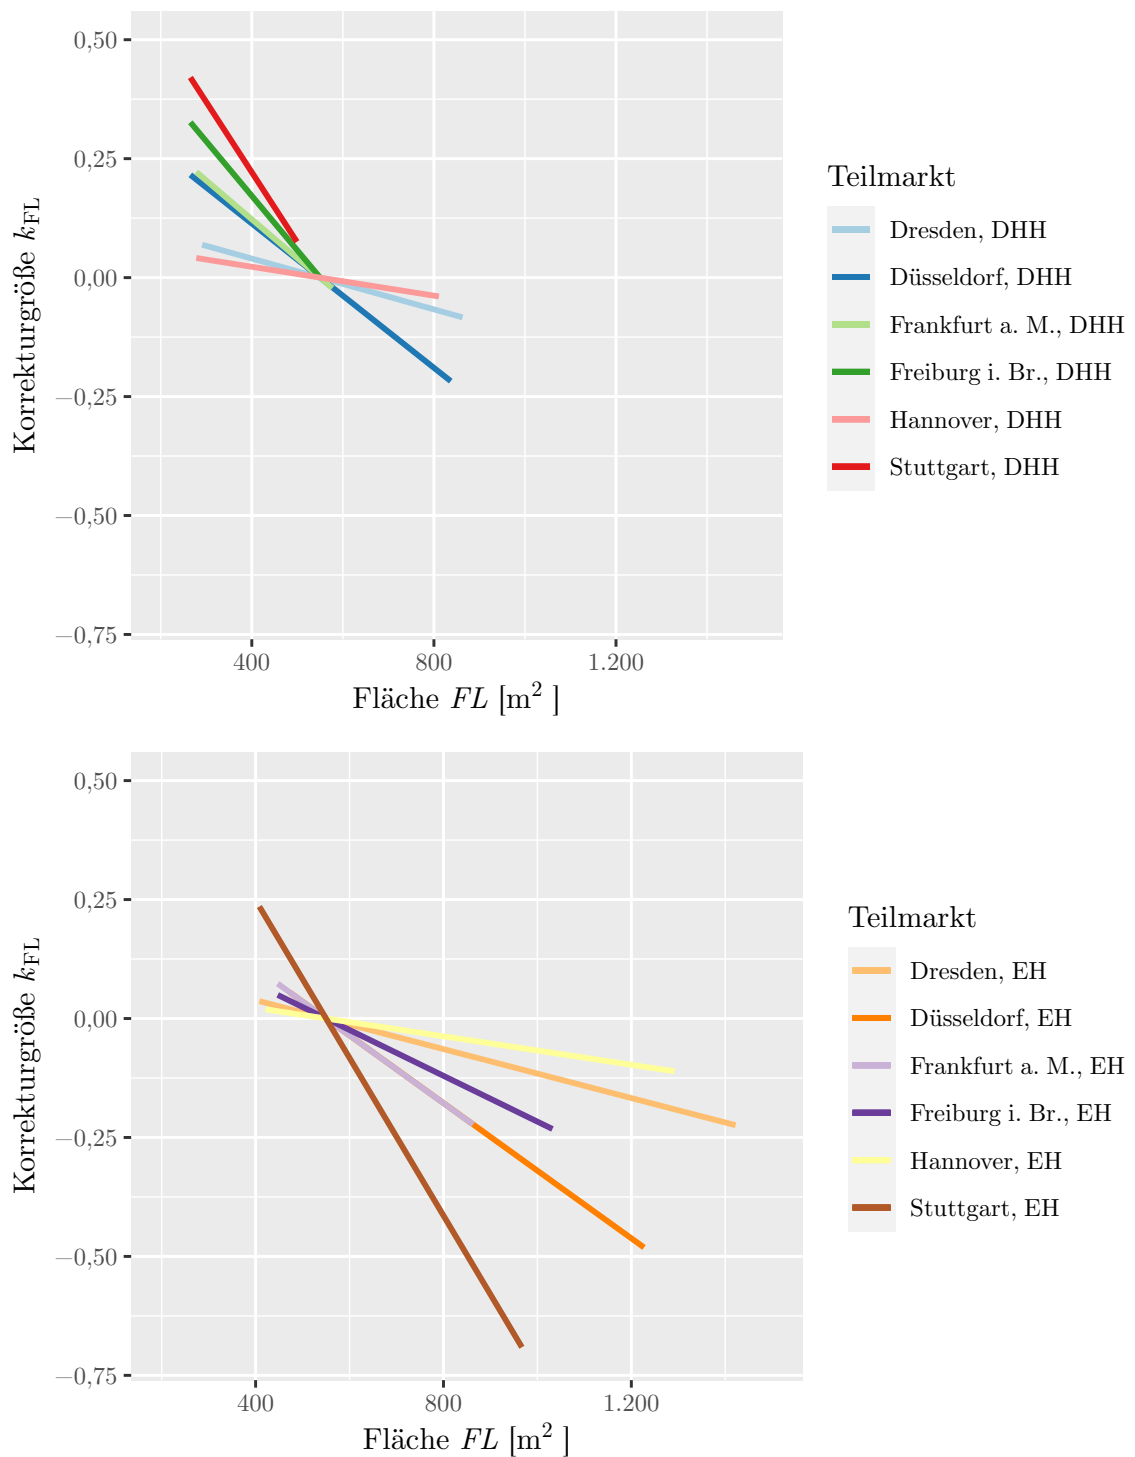 0,50
0,25
0,00
−0,25
−0,50
−0,75
Korrekturgröße kFL
400 800 1.200
Fläche FL [m² ]
Teilmarkt
Dresden, DHH
Düsseldorf, DHH
Frankfurt a. M., DHH
Freiburg i. Br., DHH
Hannover, DHH
Stuttgart, DHH
0,50
0,25
0,00
−0,25
−0,50
−0,75
Korrekturgröße kFL
400 800 1.200
Fläche FL [m² ]
Teilmarkt
Dresden, EH
Düsseldorf, EH
Frankfurt a. M., EH
Freiburg i. Br., EH
Hannover, EH
Stuttgart, EH